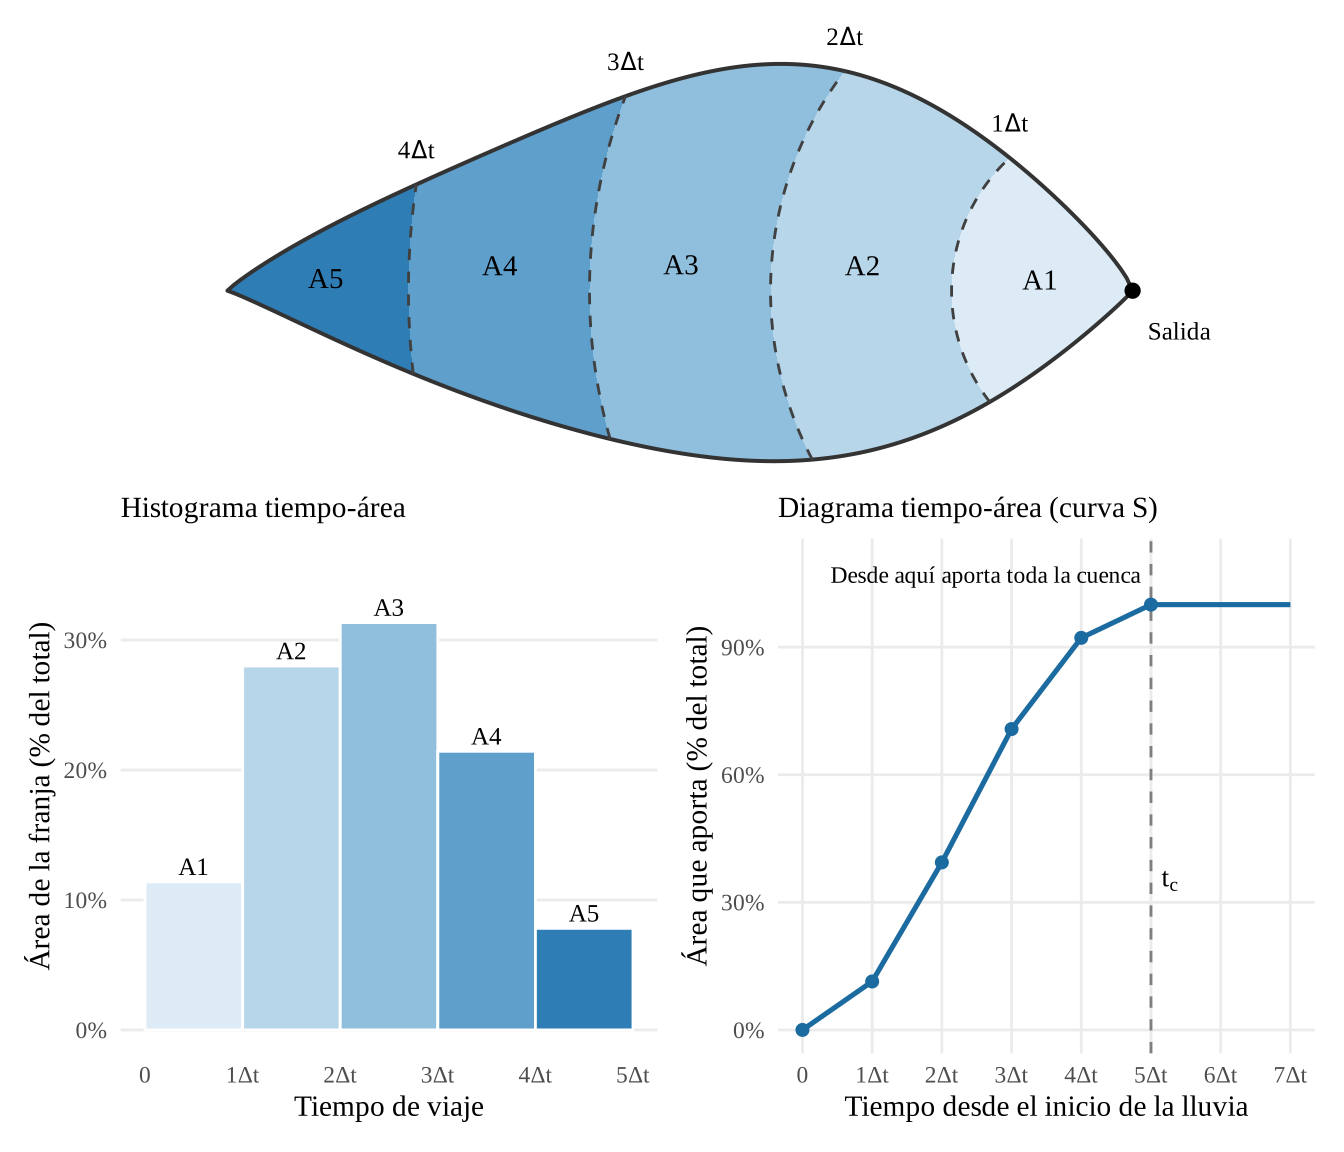 2Δt
3Δt
1Δt
4Δt
A5
A4
A3
A2
A1
Salida
Histograma tiempo-área
Área de la franja (% del total)
30%
20%
10%
0%
A1
A2
A3
A4
A5
0
1Δt
2Δt
3Δt
4Δt
5Δt
Tiempo de viaje
Diagrama tiempo-área (curva S)
Desde aquí aporta toda la cuenca
Área que aporta (% del total)
90%
60%
30%
0%
tc
0
1Δt
2Δt
3Δt
4Δt
5Δt
6Δt
7Δt
Tiempo desde el inicio de la lluvia